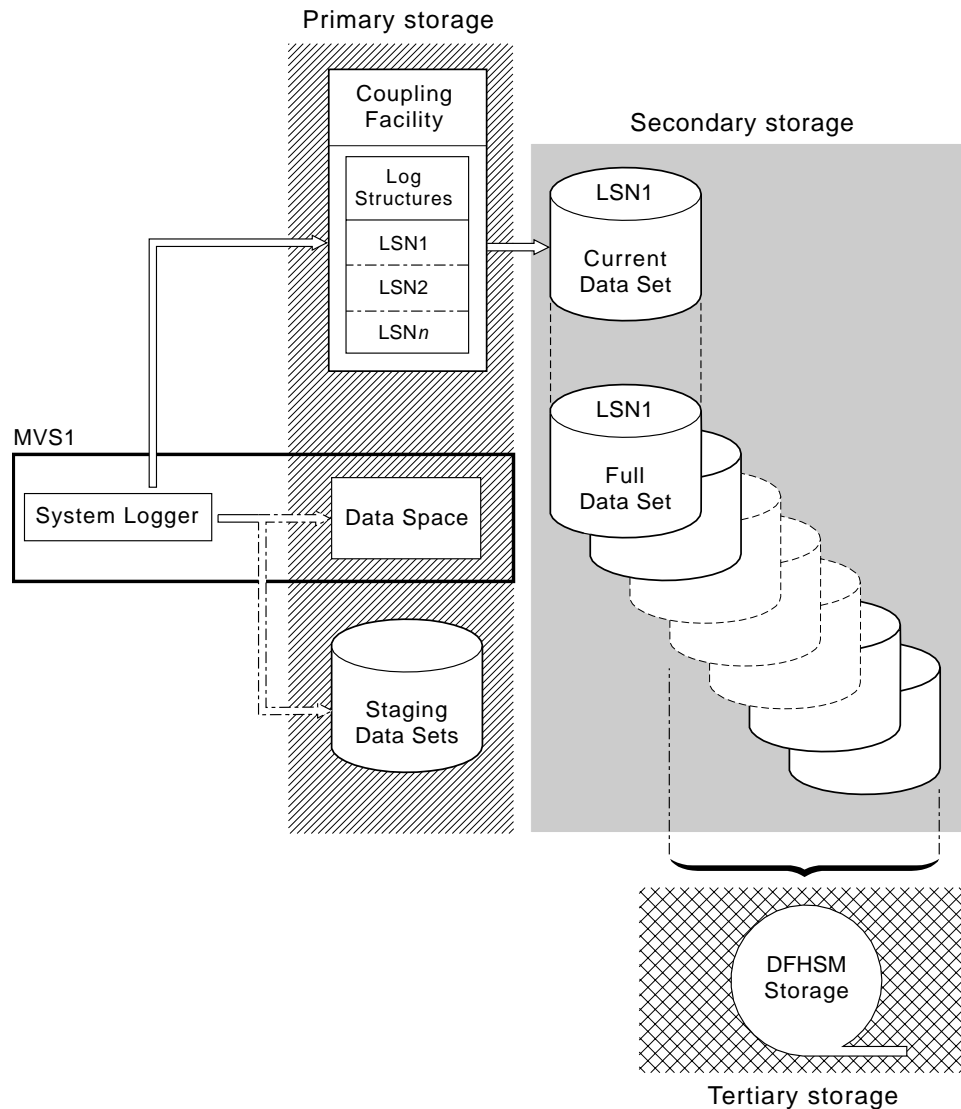 Primary storage
Coupling
Facility
Log
Structures
LSN1
LSN2
LSNn
Secondary storage
LSN1
Current
Data Set
LSN1
Full
Data Set
MVS1
System Logger
Data Space
Staging
Data Sets
DFHSM
Storage
Tertiary storage